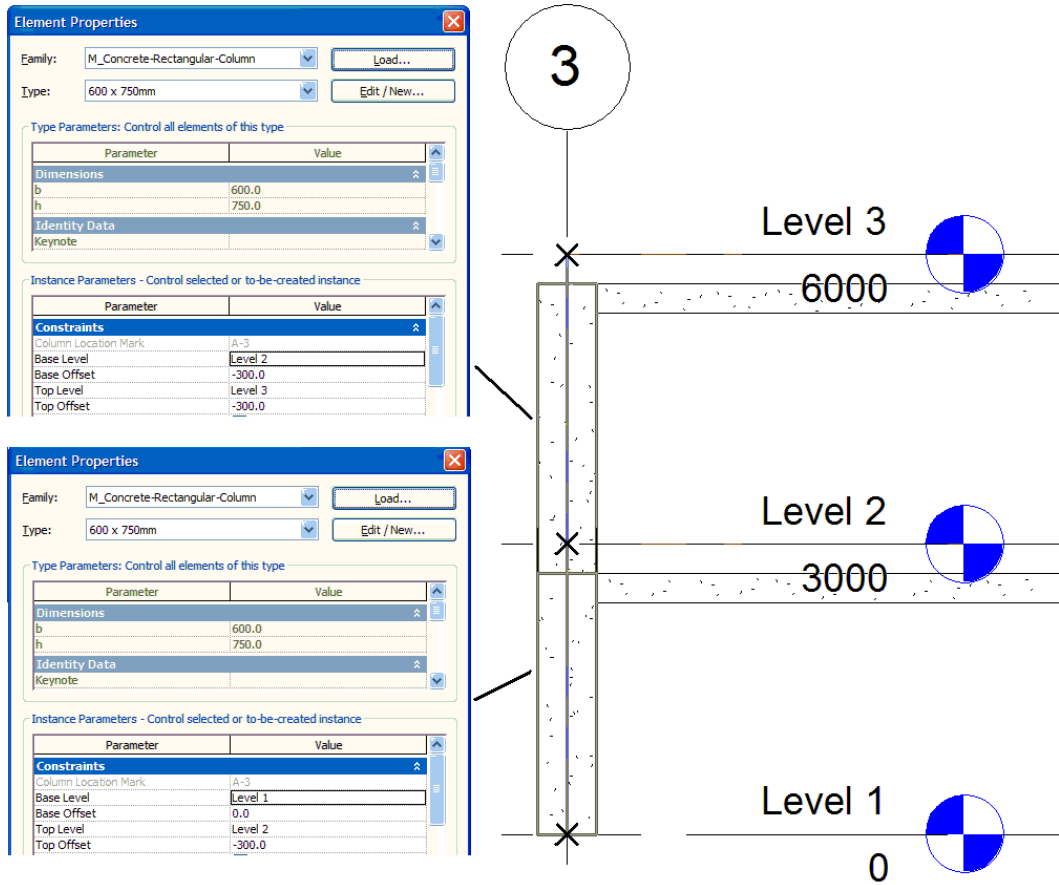 Element Properties
Family: M_Concrete-Rectangular-Column Load...
Type: 600 x 750mm Edit / New...
Type Parameters: Control all elements of this type
Parameter Value
Dimensions
b 600.0
h 750.0
Identity Data
Keynote
Instance Parameters - Control selected or to-be-created instance
Parameter Value
Constraints
Column Location Mark A-3
Base Level Level 2
Base Offset -300.0
Top Level Level 3
Top Offset -300.0
Element Properties
Family: M_Concrete-Rectangular-Column Load...
Type: 600 x 750mm Edit / New...
Type Parameters: Control all elements of this type
Parameter Value
Dimensions
b 600.0
h 750.0
Identity Data
Keynote
Instance Parameters - Control selected or to-be-created instance
Parameter Value
Constraints
Column Location Mark A-3
Base Level Level 1
Base Offset 0.0
Top Level Level 2
Top Offset -300.0
3
Level 3
6000
Level 2
3000
Level 1
0